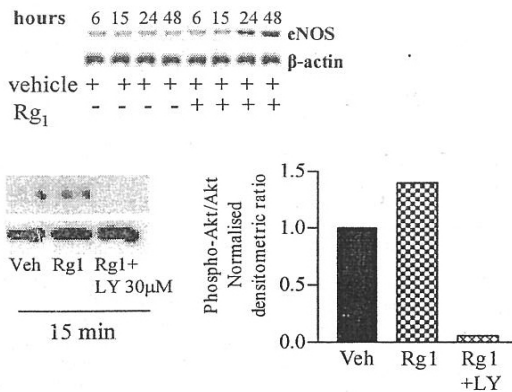 hours 6 15 24 48 6 15 24 48
eNOS
β-actin
vehicle + + + + + + + +
Rg₁ - - - - + + + +
Veh Rg1 Rg1+
LY 30μM
15 min
Phospho-Akt/Akt
Normalised
densitometric ratio
1.5
1.0
0.5
0.0
Veh Rg1 Rg1
+LY